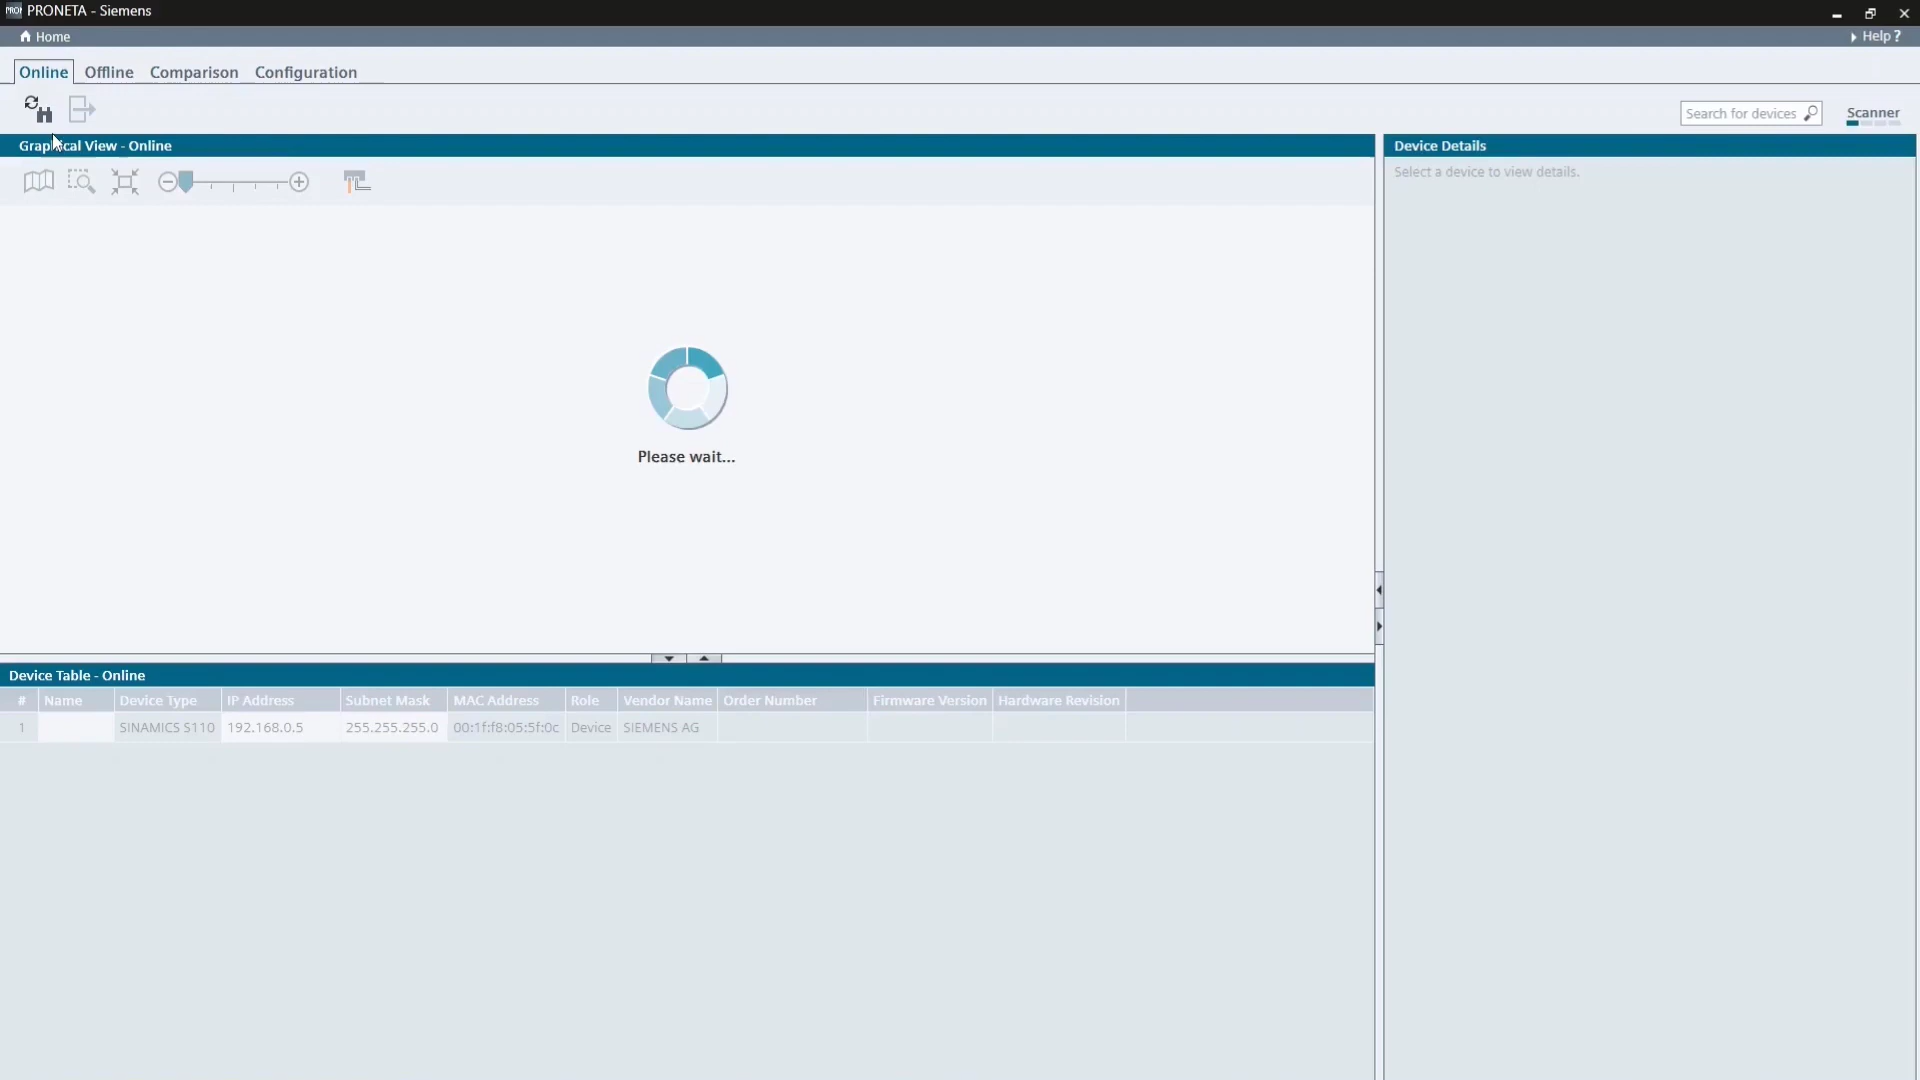 PRONETA - Siemens
Home
Help ?
Online Offline Comparison Configuration
Search for devices
Scanner
Graphical View - Online
Device Details
Select a device to view details.
Please wait...
Device Table - Online
# Name Device Type IP Address Subnet Mask MAC Address Role Vendor Name Order Number Firmware Version Hardware Revision
1 SINAMICS S110 192.168.0.5 255.255.255.0 00:1f:f8:05:5f:0c Device SIEMENS AG